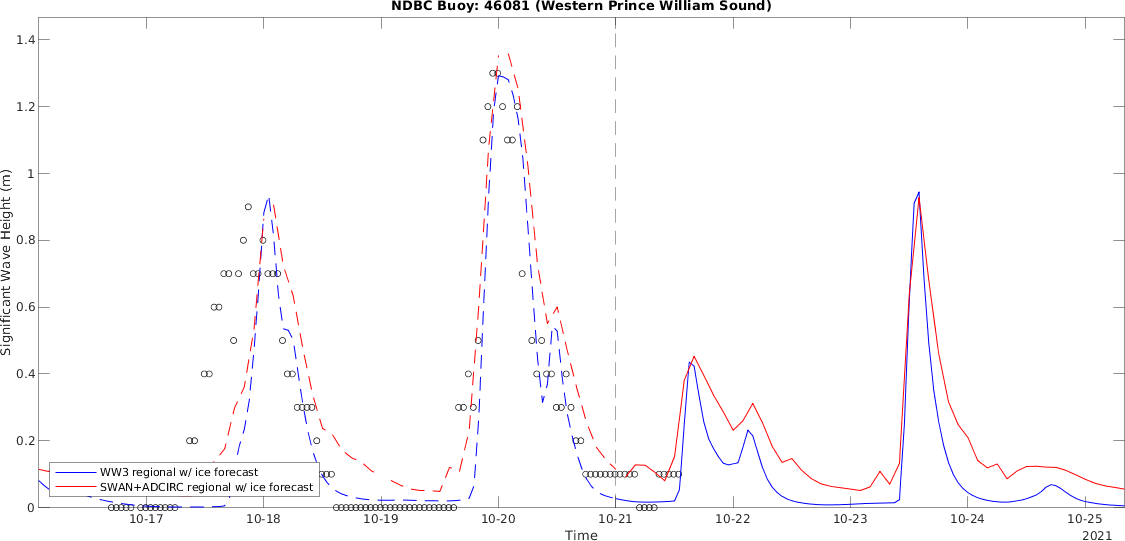 NDBC Buoy: 46081 (Western Prince William Sound)
1.4
1.2
1
0.8
0.6
0.4
0.2
0
Significant Wave Height (m)
WW3 regional w/ ice forecast
SWAN+ADCIRC regional w/ ice forecast
10-17 10-18 10-19 10-20 10-21 10-22 10-23 10-24 10-25
Time
2021